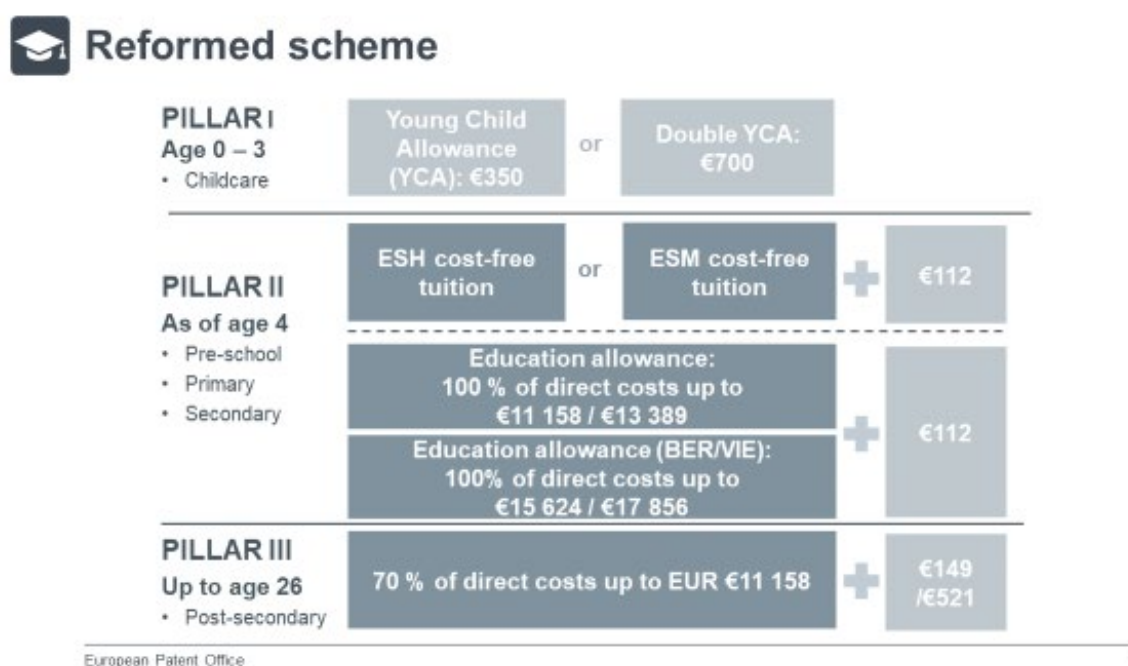 Reformed scheme
PILLAR I
Age 0 – 3
• Childcare
Young Child
Allowance
(YCA): €350
or
Double YCA:
€700
PILLAR II
As of age 4
• Pre-school
• Primary
• Secondary
ESH cost-free
tuition
or
ESM cost-free
tuition
€112
Education allowance:
100 % of direct costs up to
€11 158 / €13 389
Education allowance (BER/VIE):
100% of direct costs up to
€15 624 / €17 856
€112
PILLAR III
Up to age 26
• Post-secondary
70 % of direct costs up to EUR €11 158
€149
/€521
European Patent Office